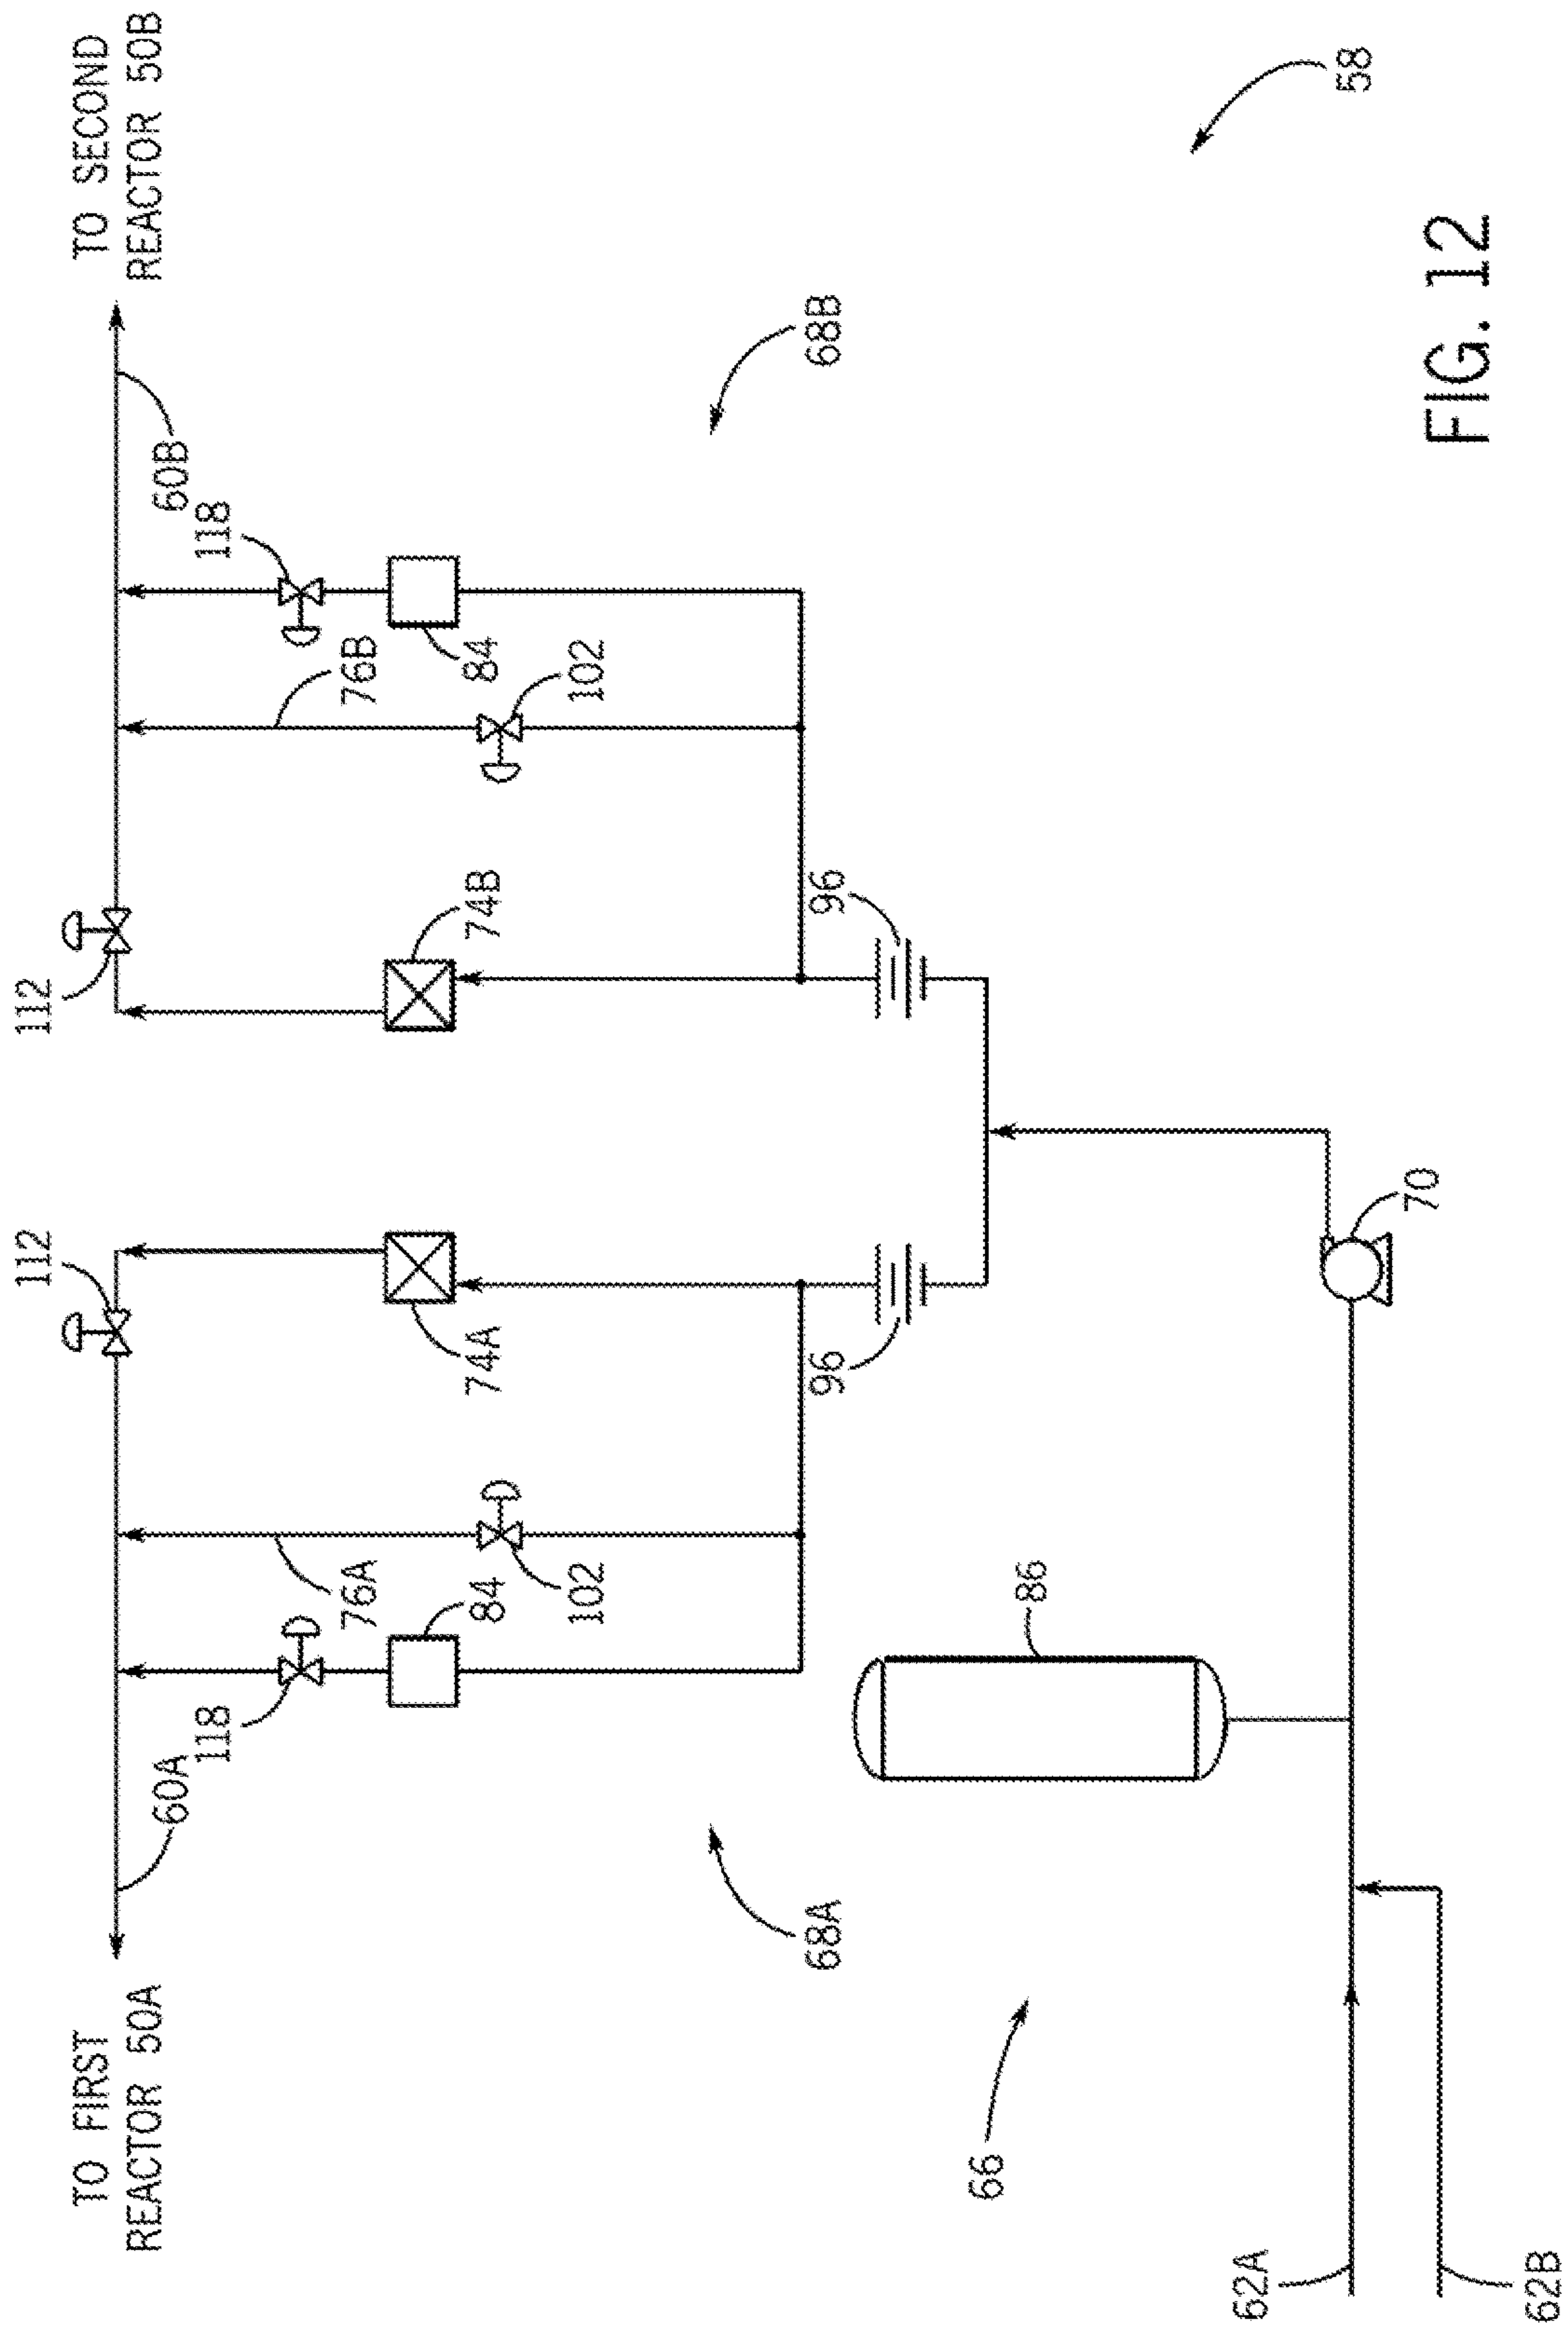 TO FIRST
REACTOR 50A
TO SECOND
REACTOR 50B
112
112
60A
60B
118
118
76A
76B
84
84
74A
74B
102
102
68A
68B
96
96
66
86
62A
70
58
62B
FIG. 12